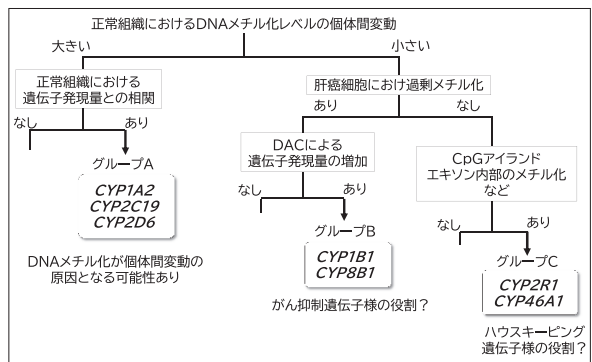 正常組織におけるDNAメチル化レベルの個体間変動
大きい
小さい
正常組織における
遺伝子発現量との相関
なし
あり
グループA
CYP1A2
CYP2C19
CYP2D6
DNAメチル化が個体間変動の
原因となる可能性あり
肝癌細胞におけ過剰メチル化
あり
なし
DACによる
遺伝子発現量の増加
なし
あり
グループB
CYP1B1
CYP8B1
がん抑制遺伝子様の役割？
CpGアイランド
エキソン内部のメチル化
など
なし
あり
グループC
CYP2R1
CYP46A1
ハウスキーピング
遺伝子様の役割？